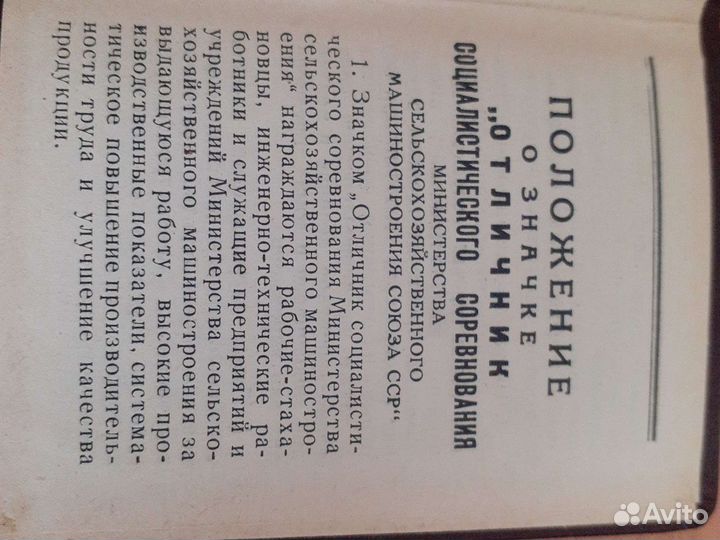 ПОЛОЖЕНИЕ
О ЗНАЧКЕ
„ОТЛИЧНИК
СОЦИАЛИСТИЧЕСКОГО СОРЕВНОВАНИЯ
МИНИСТЕРСТВА
СЕЛЬСКОХОЗЯЙСТВЕННОГО
МАШИНОСТРОЕНИЯ СОЮЗА ССР“
1. Значком „Отличник социалисти-
ческого соревнования Министерства
сельскохозяйственного машиностро-
ения“ награждаются рабочие-стаха-
новцы, инженерно-технические ра-
ботники и служащие предприятий и
учреждений Министерства сельско-
хозяйственного машиностроения за
выдающуюся работу, высокие про-
изводственные показатели, система-
тическое повышение производитель-
ности труда и улучшение качества
продукции.
Avito